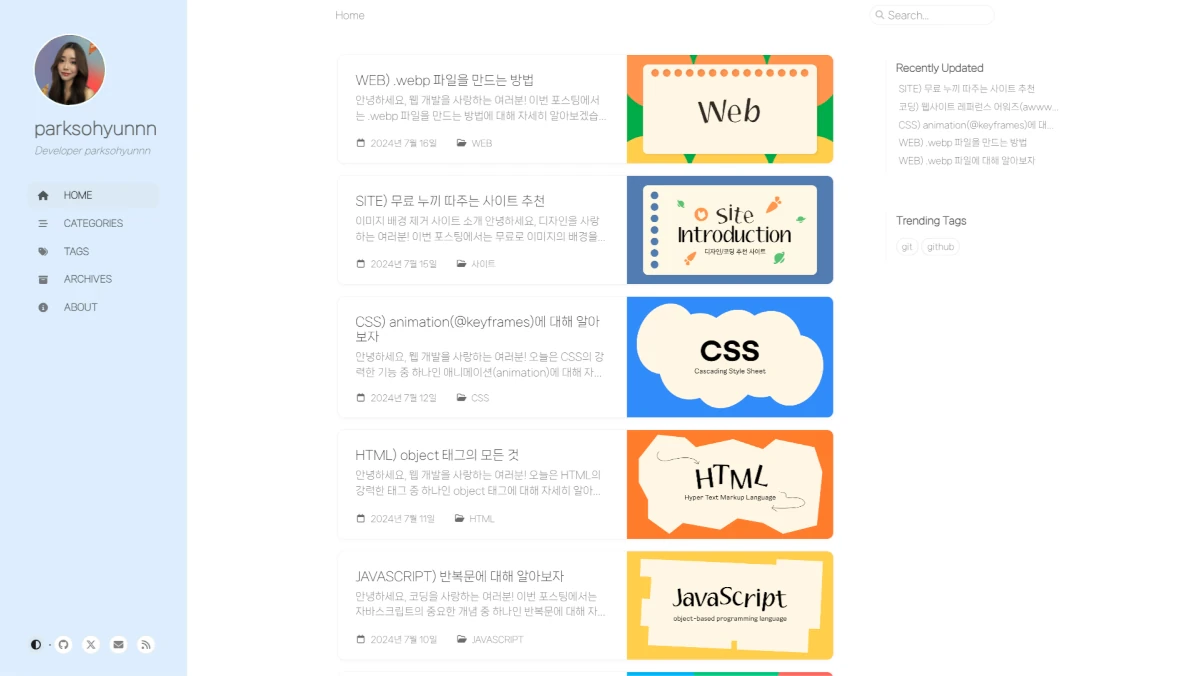 parksohyunnn
Developer parksohyunnn
HOME
CATEGORIES
TAGS
ARCHIVES
ABOUT
Home
Search...
WEB) .webp 파일을 만드는 방법
안녕하세요, 웹 개발을 사랑하는 여러분! 이번 포스팅에서
는 .webp 파일을 만드는 방법에 대해 자세히 알아보겠습...
2024년 7월 16일
WEB
Web
SITE) 무료 누끼 따주는 사이트 추천
이미지 배경 제거 사이트 소개 안녕하세요, 디자인을 사랑
하는 여러분! 이번 포스팅에서는 무료로 이미지의 배경을...
2024년 7월 16일
사이트
Site
Introduction
디자인/코딩 추천 사이트
CSS) animation(@keyframes)에 대해 알아
보자
안녕하세요, 웹 개발을 사랑하는 여러분! 오늘은 CSS의 강
력한 기능 중 하나인 애니메이션(animation)에 대해 자...
2024년 7월 12일
CSS
CSS
Cascading Style Sheet
HTML) object 태그의 모든 것
안녕하세요, 웹 개발을 사랑하는 여러분! 오늘은 HTML의
강력한 태그 중 하나인 object 태그에 대해 자세히 알아...
2024년 7월 11일
HTML
HTML
Hyper Text Markup Language
JAVASCRIPT) 반복문에 대해 알아보자
안녕하세요, 코딩을 사랑하는 여러분! 이번 포스팅에서는
자바스크립트의 중요한 개념 중 하나인 반복문에 대해 자...
2024년 7월 10일
JAVASCRIPT
JavaScript
object-based programming language
Recently Updated
SITE) 무료 누끼 따주는 사이트 추천
코딩) 웹사이트 레퍼런스 어워즈(awww...
CSS) animation(@keyframes)에 대...
WEB) .webp 파일을 만드는 방법
WEB) .webp 파일에 대해 알아보자
Trending Tags
git
github